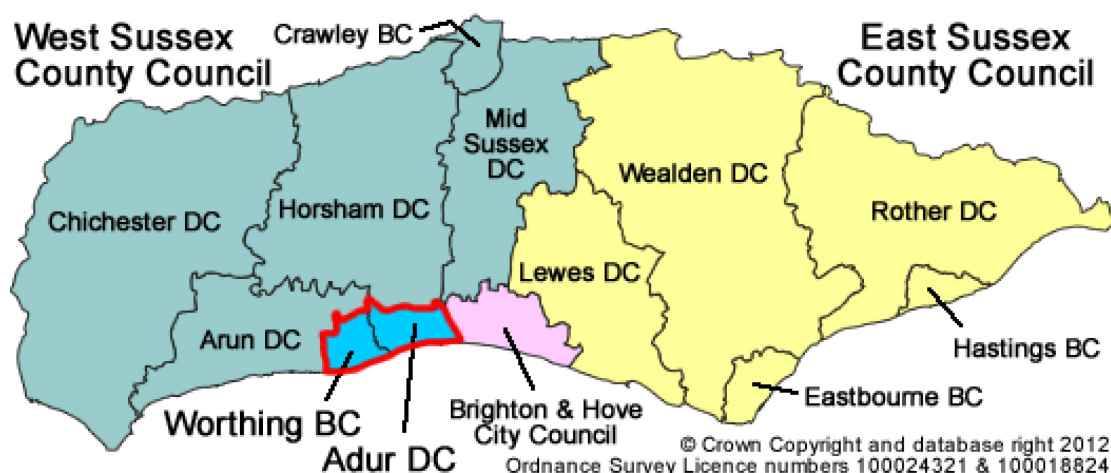 West Sussex
County Council
Crawley BC
East Sussex
County Council
Mid
Sussex
DC
Wealden DC
Chichester DC
Horsham DC
Rother DC
Lewes DC
Arun DC
Hastings BC
Worthing BC
Adur DC
Brighton & Hove
City Council
Eastbourne BC
© Crown Copyright and database right 2012
Ordnance Survey Licence numbers 100024321 & 100018824